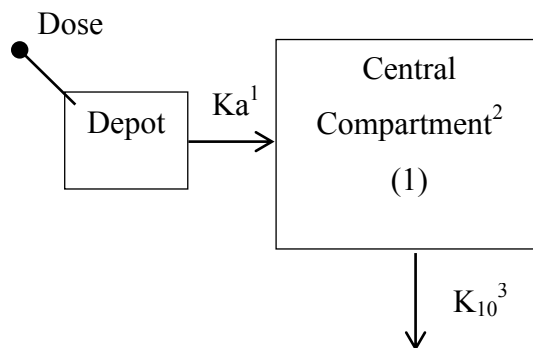 Dose
Depot
Ka¹
Central
Compartment²
(1)
K₁₀³